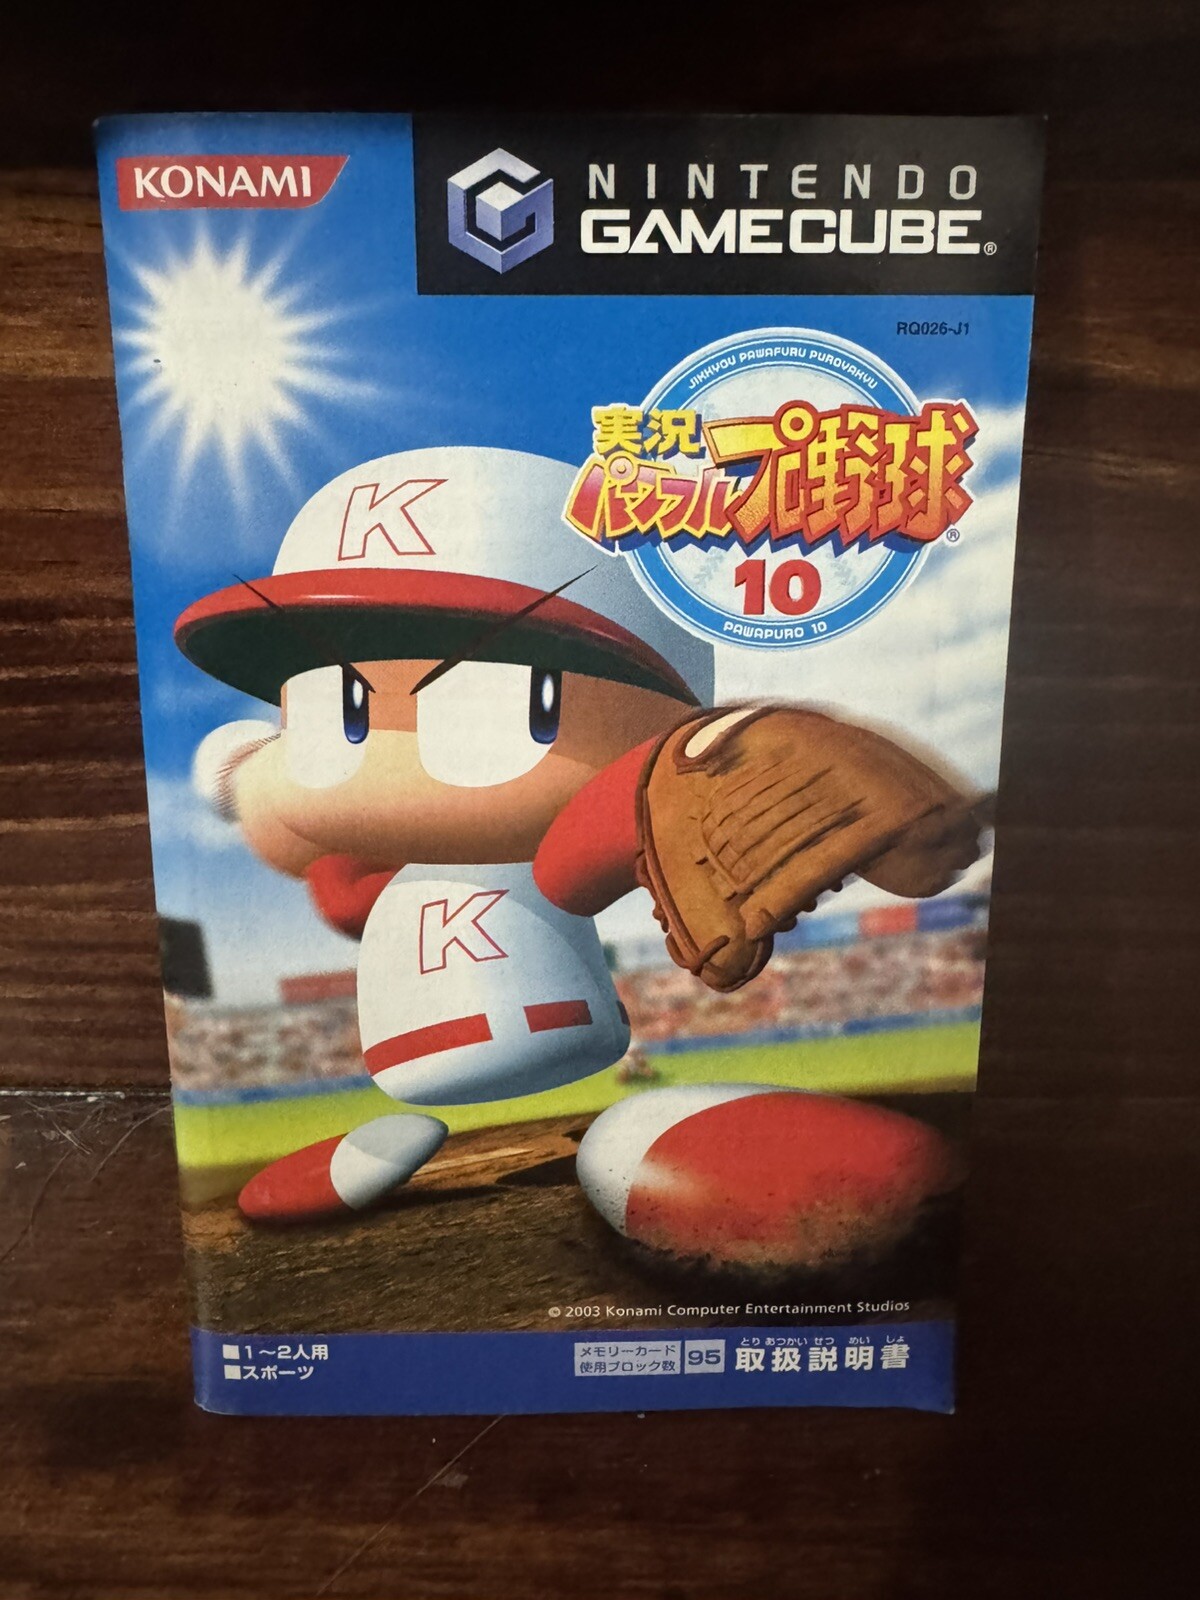 KONAMI
NINTENDO
GAMECUBE®
RQ026-J1
JIKKYOU PAWAFURU PUROYAKYU
実況
パワフルプロ野球®
10
PAWAPURO 10
K
K
© 2003 Konami Computer Entertainment Studios
■1～2人用
■スポーツ
メモリーカード
使用ブロック数
95
とり あつかい せつ めい しょ
取扱説明書